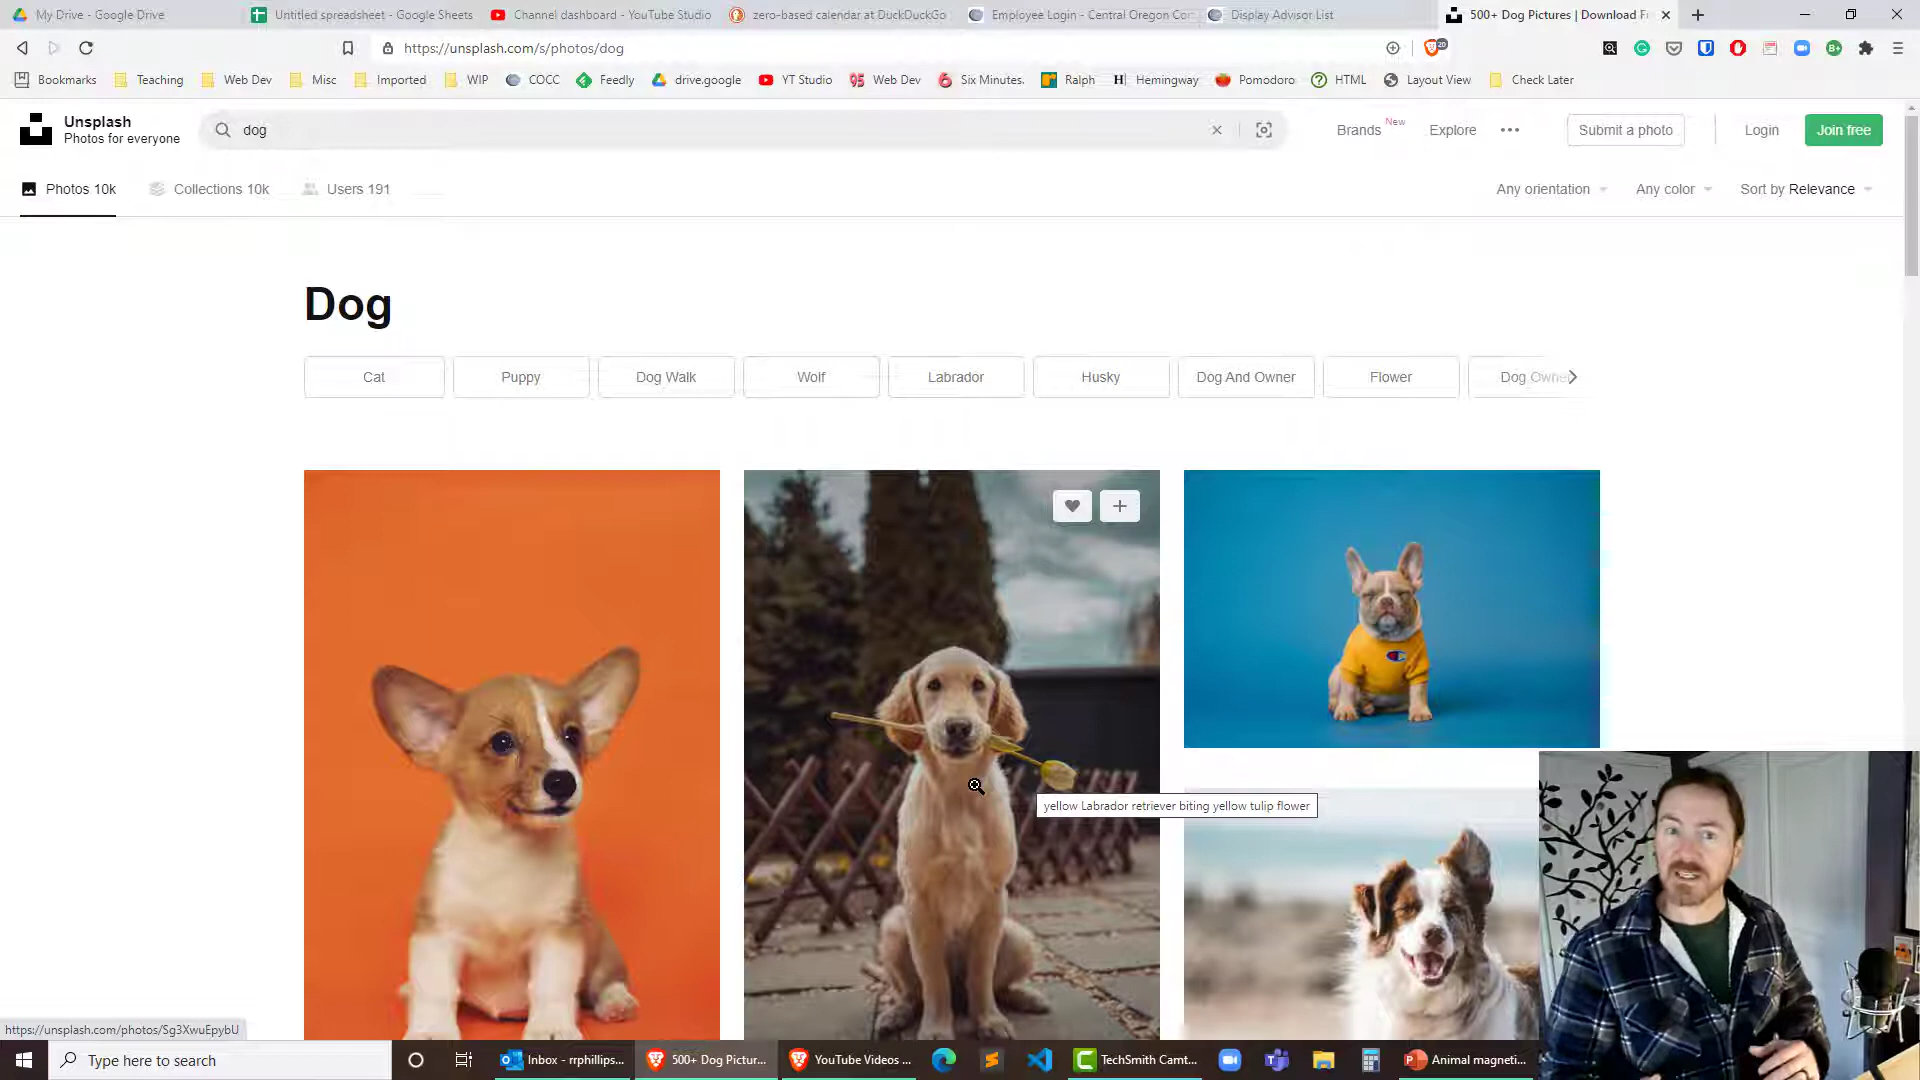 My Drive - Google Drive
Untitled spreadsheet - Google Sheets
Channel dashboard - YouTube Studio
zero-based calendar at DuckDuckGo
Employee Login - Central Oregon Cor
Display Advisor List
500+ Dog Pictures | Download Fr
https://unsplash.com/s/photos/dog
20
Bookmarks
Teaching
Web Dev
Misc
Imported
WIP
COCC
Feedly
drive.google
YT Studio
95 Web Dev
Six Minutes.
Ralph
H Hemingway
Pomodoro
HTML
Layout View
Check Later
Unsplash
Photos for everyone
dog
Brands New
Explore
Submit a photo
Login
Join free
Photos 10k
Collections 10k
Users 191
Any orientation
Any color
Sort by Relevance
Dog
Cat
Puppy
Dog Walk
Wolf
Labrador
Husky
Dog And Owner
Flower
Dog Owne
yellow Labrador retriever biting yellow tulip flower
https://unsplash.com/photos/Sg3XwuEpybU
Type here to search
Inbox - rrphillips...
500+ Dog Pictur...
YouTube Videos ...
TechSmith Camt...
Animal magneti...